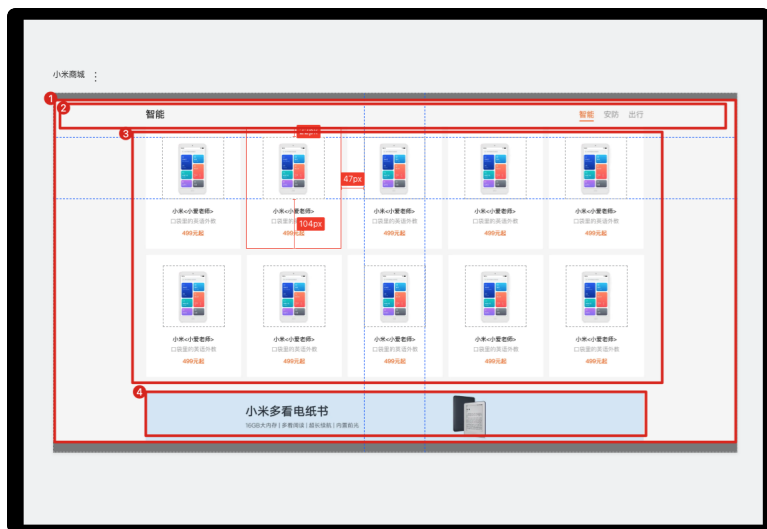 小米商城
1
2
智能
智能 安防 出行
3
47px
小米<小爱老师>
小米<小爱老师>
小米<小爱老师>
小米<小爱老师>
小米<小爱老师>
口袋里的英语外教
口袋里的
104px
口袋里的英语外教
口袋里的英语外教
口袋里的英语外教
499元起
499元起
499元起
499元起
499元起
小米<小爱老师>
小米<小爱老师>
小米<小爱老师>
小米<小爱老师>
小米<小爱老师>
口袋里的英语外教
口袋里的英语外教
口袋里的英语外教
口袋里的英语外教
口袋里的英语外教
499元起
499元起
499元起
499元起
499元起
4
小米多看电纸书
16GB大内存 | 多看阅读 | 超长续航 | 内置前光